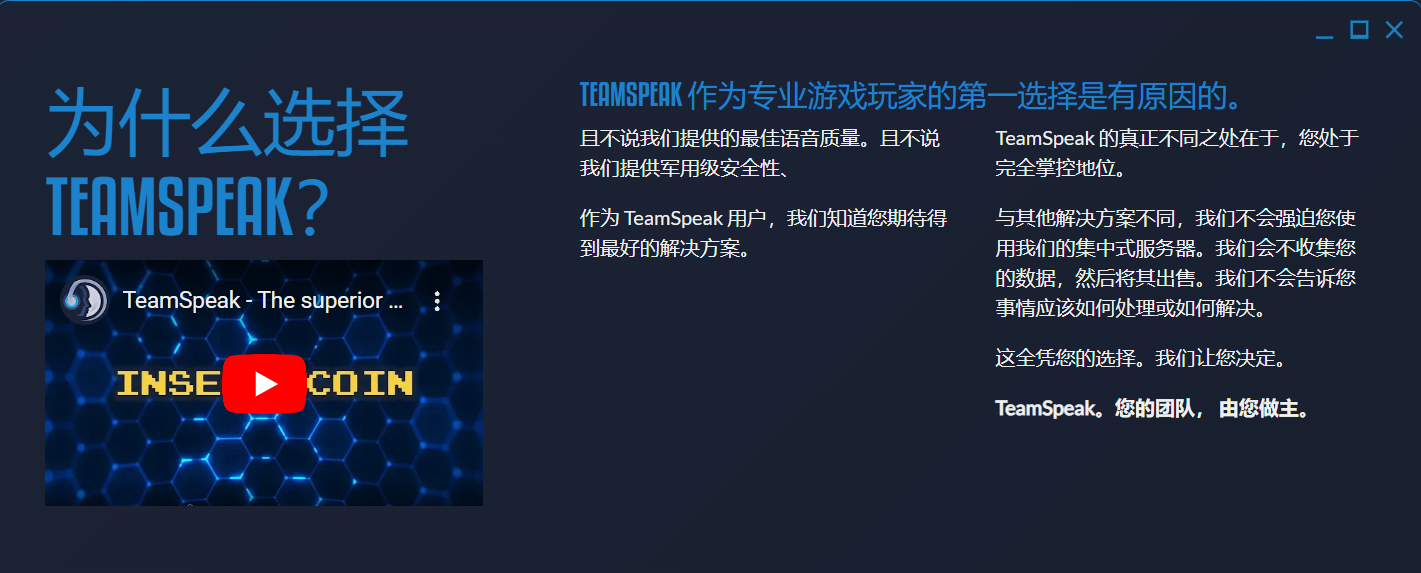 为什么选择
TEAMSPEAK?
TeamSpeak - The superior ...
INSE COIN
TEAMSPEAK 作为专业游戏玩家的第一选择是有原因的。
且不说我们提供的最佳语音质量。且不说
我们提供军用级安全性、
作为 TeamSpeak 用户，我们知道您期待得
到最好的解决方案。
TeamSpeak 的真正不同之处在于，您处于
完全掌控地位。
与其他解决方案不同，我们不会强迫您使
用我们的集中式服务器。我们会不收集您
的数据，然后将其出售。我们不会告诉您
事情应该如何处理或如何解决。
这全凭您的选择。我们让您决定。
TeamSpeak。您的团队， 由您做主。